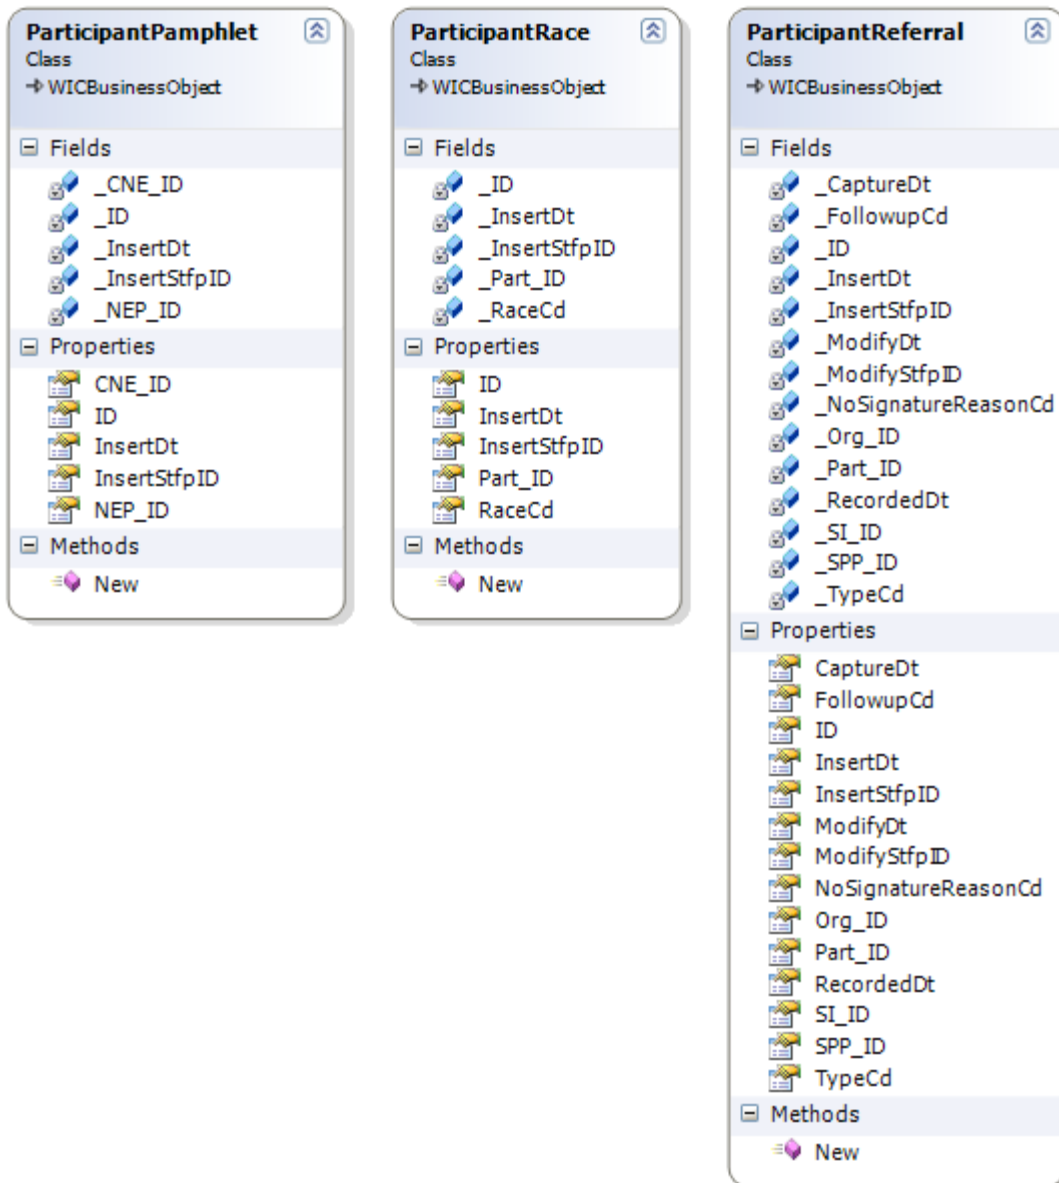 ParticipantPamphlet
Class
WICBusinessObject
Fields
_CNE_ID
_ID
_InsertDt
_InsertStfpID
_NEP_ID
Properties
CNE_ID
ID
InsertDt
InsertStfpID
NEP_ID
Methods
New
ParticipantRace
Class
WICBusinessObject
Fields
_ID
_InsertDt
_InsertStfpID
_Part_ID
_RaceCd
Properties
ID
InsertDt
InsertStfpID
Part_ID
RaceCd
Methods
New
ParticipantReferral
Class
WICBusinessObject
Fields
_CaptureDt
_FollowupCd
_ID
_InsertDt
_InsertStfpID
_ModifyDt
_ModifyStfpID
_NoSignatureReasonCd
_Org_ID
_Part_ID
_RecordedDt
_SI_ID
_SPP_ID
_TypeCd
Properties
CaptureDt
FollowupCd
ID
InsertDt
InsertStfpID
ModifyDt
ModifyStfpID
NoSignatureReasonCd
Org_ID
Part_ID
RecordedDt
SI_ID
SPP_ID
TypeCd
Methods
New